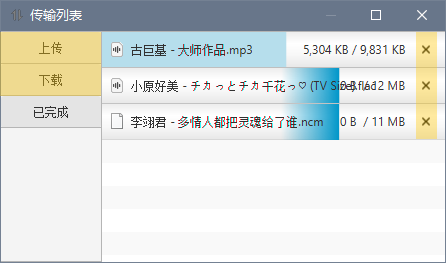 传输列表
上传
下载
已完成
古巨基 - 大师作品.mp3 5,304 KB / 9,831 KB
小原好美 - チカっとチカ千花っ♡ (TV Size).flac 0 B / 12 MB
李翊君 - 多情人都把灵魂给了谁.ncm 0 B / 11 MB